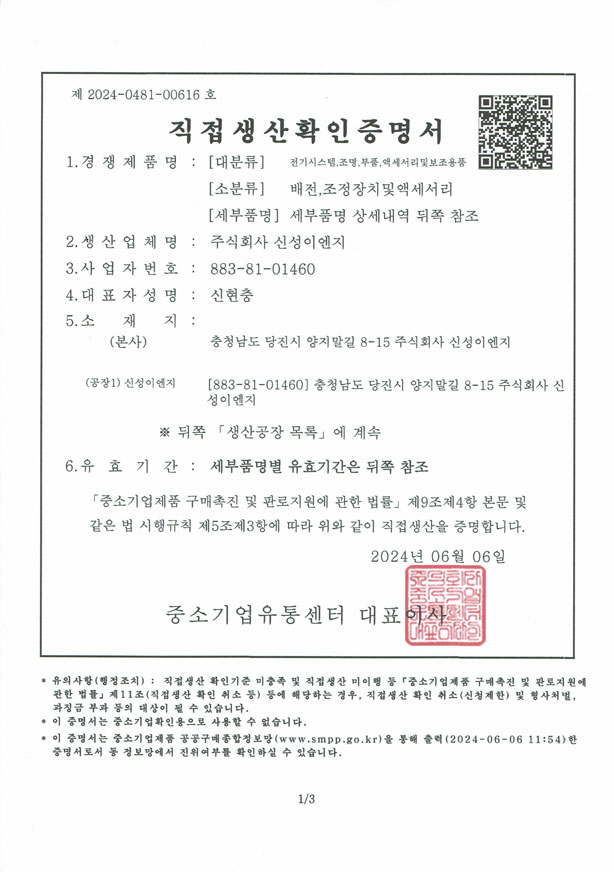 제 2024-0481-00616 호
직접생산확인증명서
1.경 쟁 제 품 명 : [대분류] 전기시스템,조명,부품,액세서리및보조용품
[소분류] 배전,조정장치및액세서리
[세부품명] 세부품명 상세내역 뒤쪽 참조
2.생 산 업 체 명 : 주식회사 신성이엔지
3.사 업 자 번 호 : 883-81-01460
4.대 표 자 성 명 : 신현충
5.소 재 지 :
(본사) 충청남도 당진시 양지말길 8-15 주식회사 신성이엔지
(공장1) 신성이엔지 [883-81-01460] 충청남도 당진시 양지말길 8-15 주식회사 신
성이엔지
※ 뒤쪽 「생산공장 목록」에 계속
6.유 효 기 간 : 세부품명별 유효기간은 뒤쪽 참조
「중소기업제품 구매촉진 및 판로지원에 관한 법률」제9조제4항 본문 및
같은 법 시행규칙 제5조제3항에 따라 위와 같이 직접생산을 증명합니다.
2024년 06월 06일
중소기업유통센터 대표이사
* 유의사항(행정조치) : 직접생산 확인기준 미충족 및 직접생산 미이행 등「중소기업제품 구매촉진 및 판로지원에
관한 법률」제11조(직접생산 확인 취소 등) 등에 해당하는 경우, 직접생산 확인 취소(신청제한) 및 형사처벌,
과징금 부과 등의 대상이 될 수 있습니다.
* 이 증명서는 중소기업확인용으로 사용할 수 없습니다.
* 이 증명서는 중소기업제품 공공구매종합정보망(www.smpp.go.kr)을 통해 출력(2024-06-06 11:54)한
증명서로서 동 정보망에서 진위여부를 확인하실 수 있습니다.
1/3